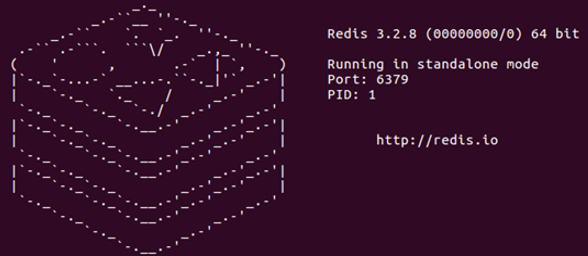 Redis 3.2.8 (00000000/0) 64 bit
Running in standalone mode
Port: 6379
PID: 1
http://redis.io